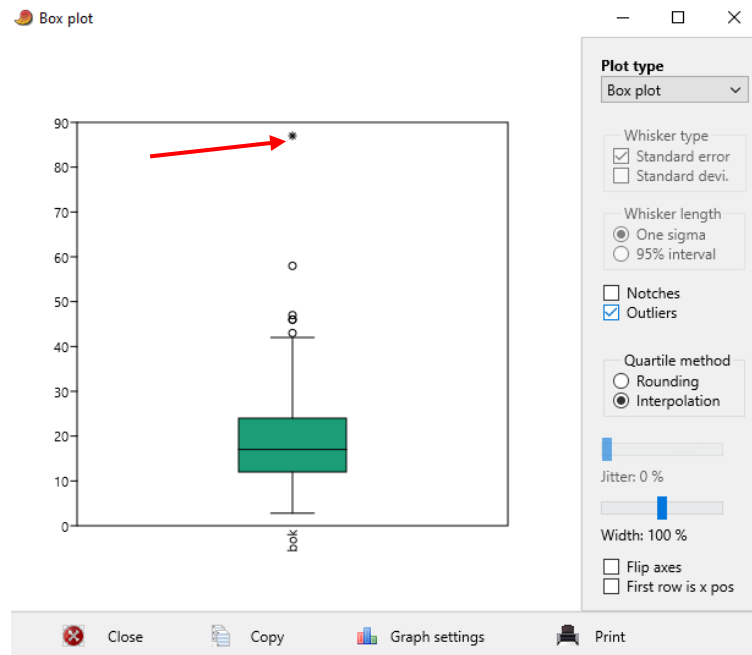 Box plot
Plot type
Box plot
Whisker type
Standard error
Standard devi.
Whisker length
One sigma
95% interval
Notches
Outliers
Quartile method
Rounding
Interpolation
Jitter: 0 %
Width: 100 %
Flip axes
First row is x pos
90
80
70
60
50
40
30
20
10
0
bok
Close
Copy
Graph settings
Print